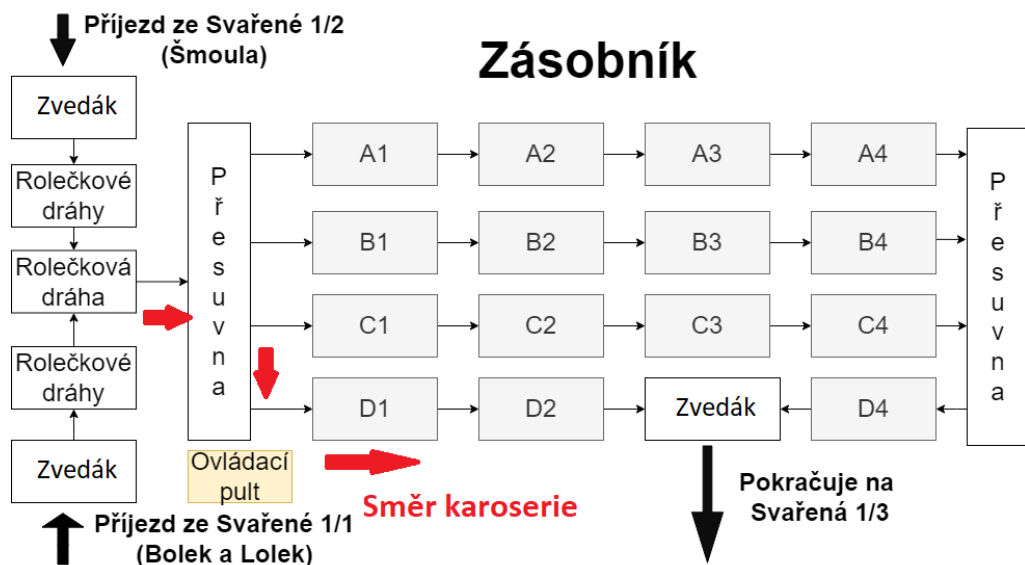 Příjezd ze Svařené 1/2
(Šmoula)
Zásobník
Zvedák
Rolečkové
dráhy
Rolečková
dráha
Rolečkové
dráhy
Zvedák
Příjezd ze Svařené 1/1
(Bolek a Lolek)
P
ř
e
s
u
v
n
a
Ovládací
pult
A1
A2
A3
A4
B1
B2
B3
B4
C1
C2
C3
C4
D1
D2
Zvedák
D4
P
ř
e
s
u
v
n
a
Směr karoserie
Pokračuje na
Svařená 1/3